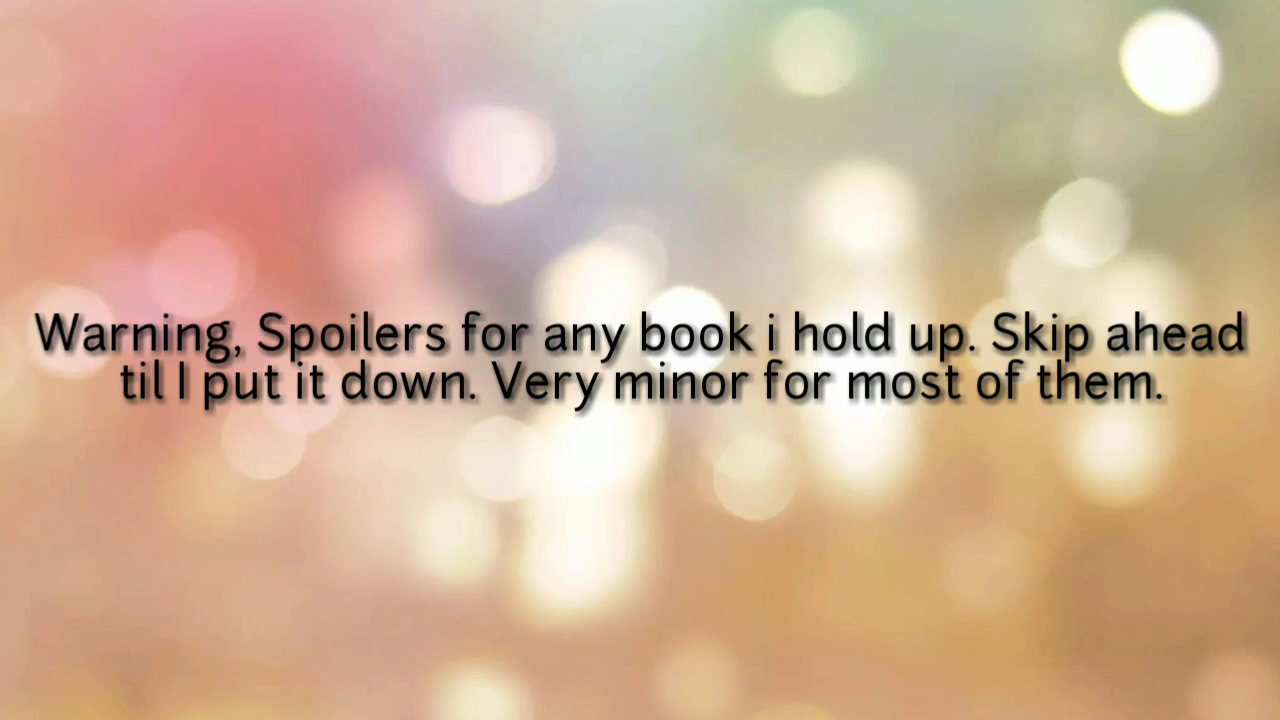 Warning, Spoilers for any book i hold up. Skip ahead
til I put it down. Very minor for most of them.